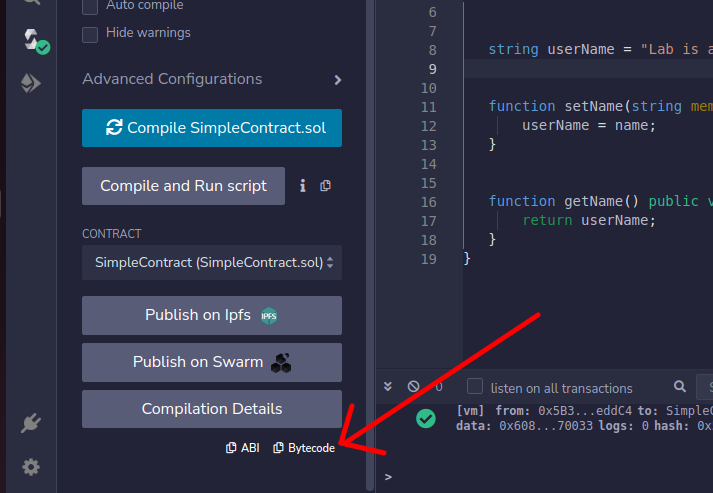 Auto compile
Hide warnings
Advanced Configurations
Compile SimpleContract.sol
Compile and Run script
CONTRACT
SimpleContract (SimpleContract.sol)
Publish on Ipfs IPFS
Publish on Swarm
Compilation Details
ABI Bytecode
6
7
8 string userName = "Lab is a
9
10
11 function setName(string mem
12 userName = name;
13 }
14
15
16 function getName() public v
17 return userName;
18 }
19 }
0 listen on all transactions
[vm] from: 0x5B3...eddC4 to: SimpleC
data: 0x608...70033 logs: 0 hash: 0x
>